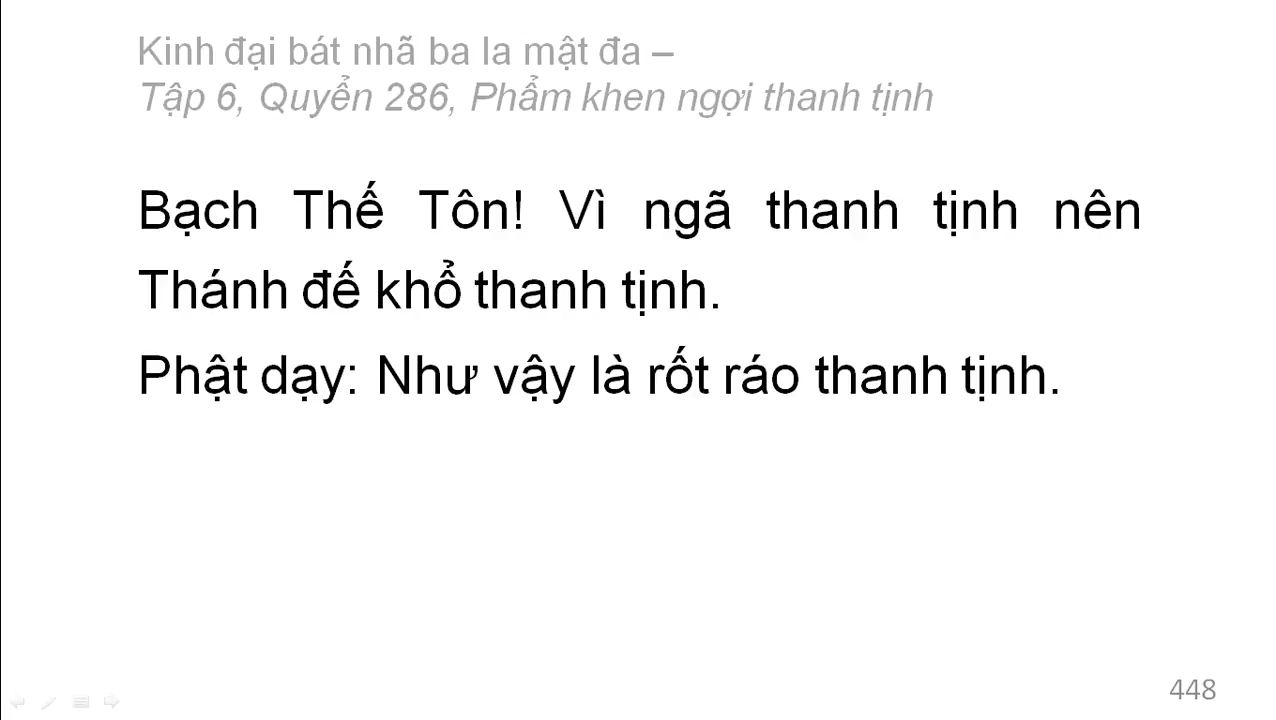 Kinh đại bát nhã ba la mật đa –
Tập 6, Quyển 286, Phẩm khen ngợi thanh tịnh
Bạch Thế Tôn! Vì ngã thanh tịnh nên
Thánh đế khổ thanh tịnh.
Phật dạy: Như vậy là rốt ráo thanh tịnh.
448